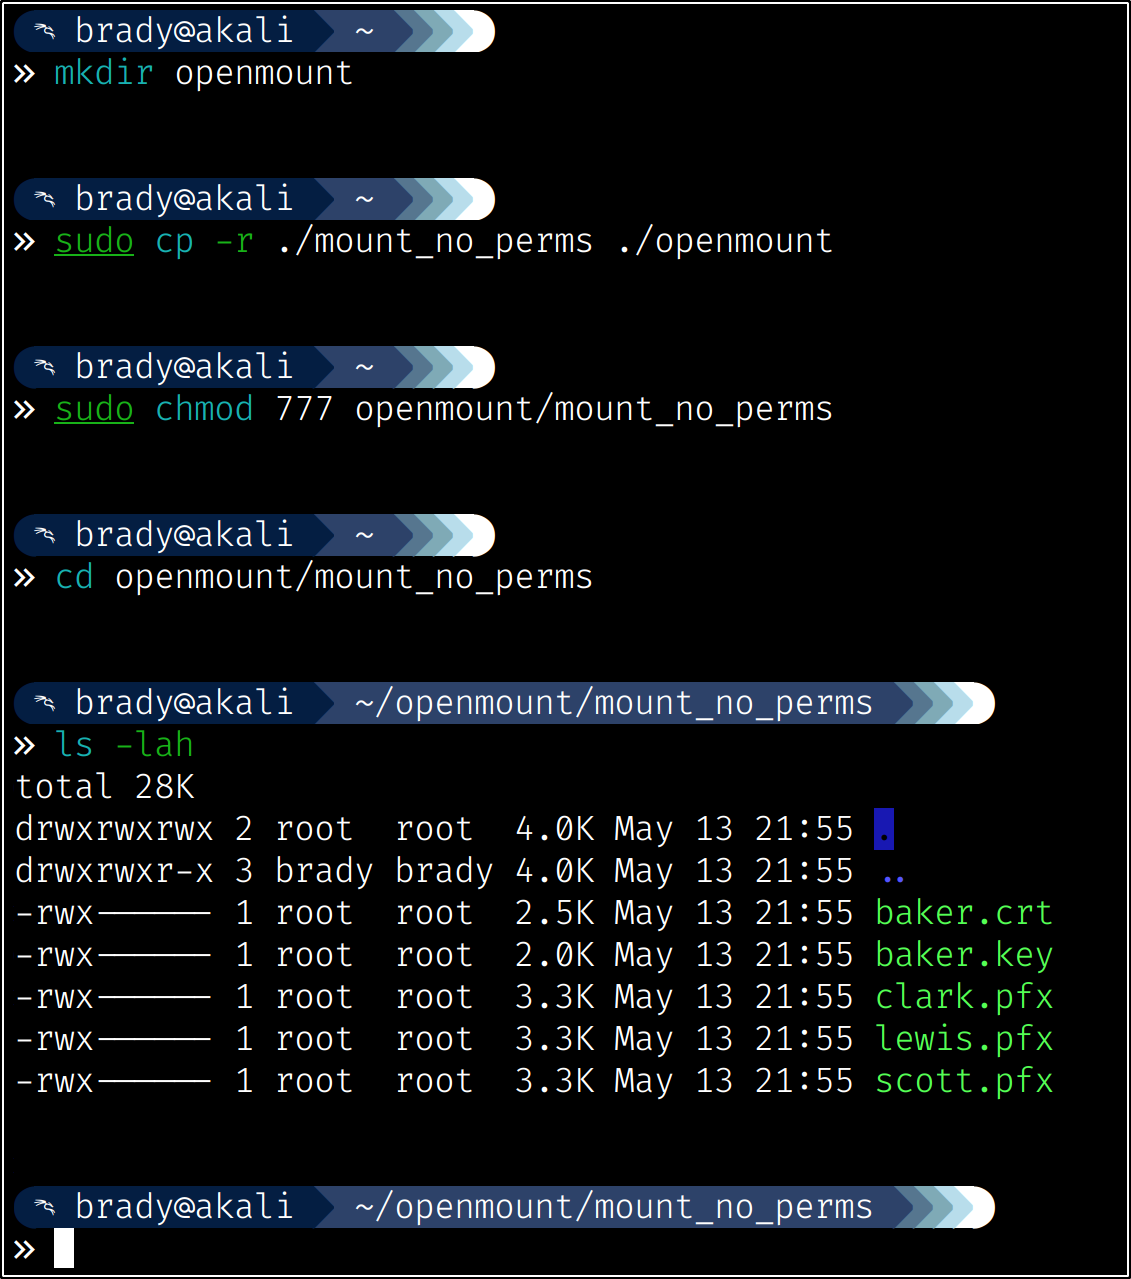 brady@akali ~
» mkdir openmount
brady@akali ~
» sudo cp -r ./mount_no_perms ./openmount
brady@akali ~
» sudo chmod 777 openmount/mount_no_perms
brady@akali ~
» cd openmount/mount_no_perms
brady@akali ~/openmount/mount_no_perms
» ls -lah
total 28K
drwxrwxrwx 2 root  root  4.0K May 13 21:55 .
drwxrwxr-x 3 brady brady 4.0K May 13 21:55 ..
-rwx------ 1 root  root  2.5K May 13 21:55 baker.crt
-rwx------ 1 root  root  2.0K May 13 21:55 baker.key
-rwx------ 1 root  root  3.3K May 13 21:55 clark.pfx
-rwx------ 1 root  root  3.3K May 13 21:55 lewis.pfx
-rwx------ 1 root  root  3.3K May 13 21:55 scott.pfx
brady@akali ~/openmount/mount_no_perms
»